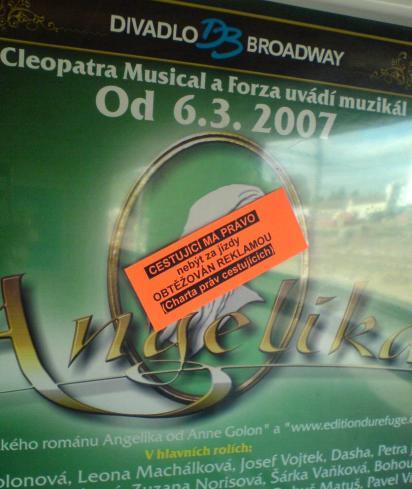 DIVADLO DB BROADWAY
Cleopatra Musical a Forza uvádí muzikál
Od 6.3. 2007
CESTUJÍCÍ MÁ PRÁVO
nebýt za jízdy
OBTĚŽOVÁN REKLAMOU
[Charta práv cestujících]
Angelika
kého románu Angelika od Anne Golon" a "www.editiondurefuge.
V hlavních rolích:
olonová, Leona Machálková, Josef Vojtek, Dasha, Petra
Zuzana Norisová, Šárka Vaňková, Bohou
Matuš, Pavel V